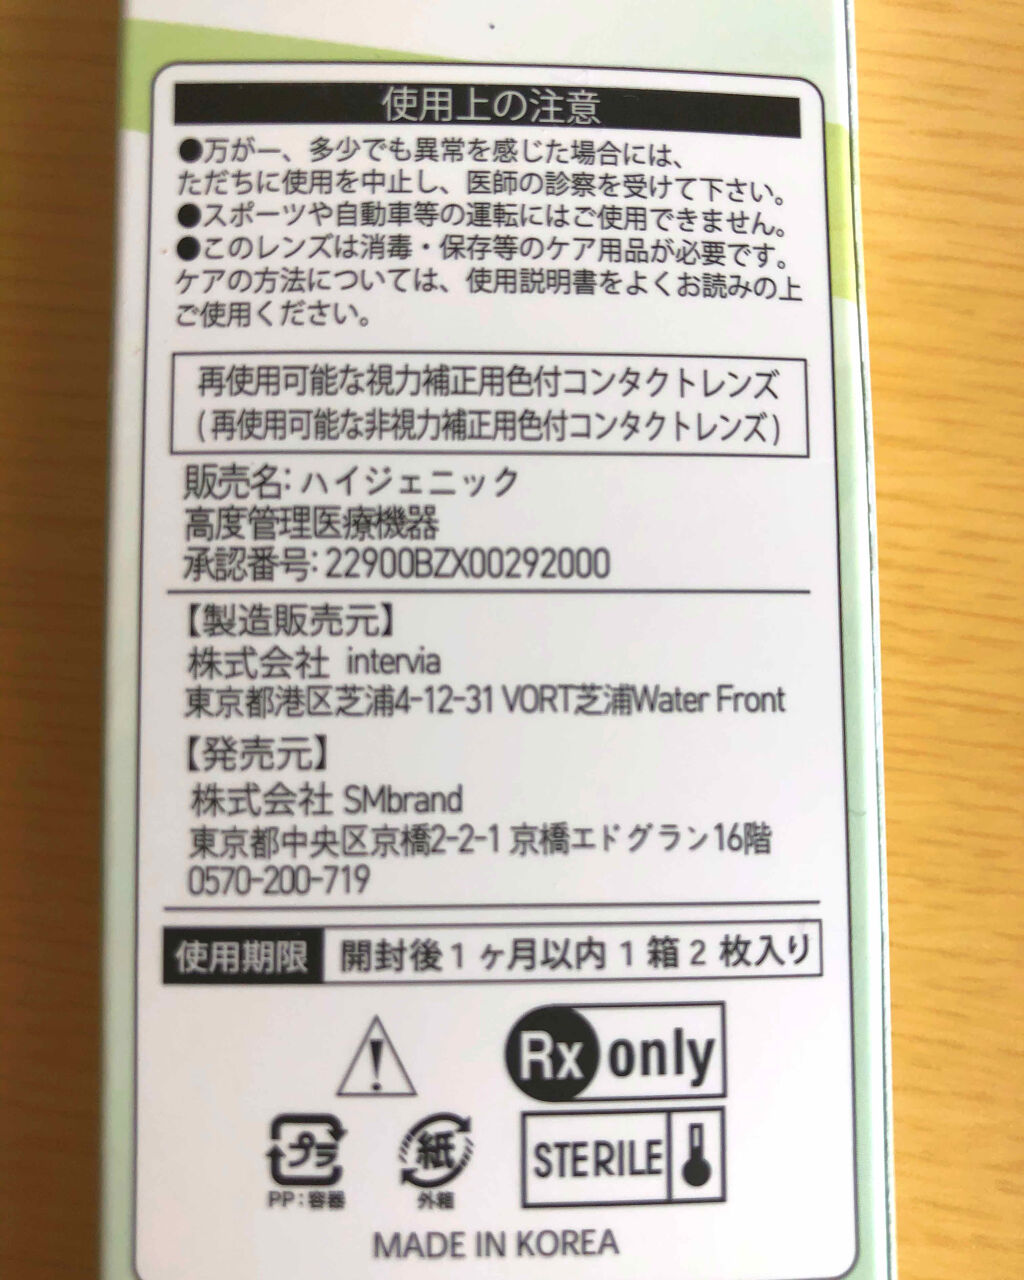 使用上の注意
●万が一、多少でも異常を感じた場合には、
ただちに使用を中止し、医師の診察を受けて下さい。
●スポーツや自動車等の運転にはご使用できません。
●このレンズは消毒・保存等のケア用品が必要です。
ケアの方法については、使用説明書をよくお読みの上
ご使用ください。
再使用可能な視力補正用色付コンタクトレンズ
(再使用可能な非視力補正用色付コンタクトレンズ)
販売名:ハイジェニック
高度管理医療機器
承認番号:22900BZX00292000
【製造販売元】
株式会社 intervia
東京都港区芝浦4-12-31 VORT芝浦Water Front
【発売元】
株式会社 SMbrand
東京都中央区京橋2-2-1 京橋エドグラン16階
0570-200-719
使用期限 開封後1ヶ月以内 1箱2枚入り
Rx only
プラ 紙 STERILE
PP:容器 外箱
MADE IN KOREA